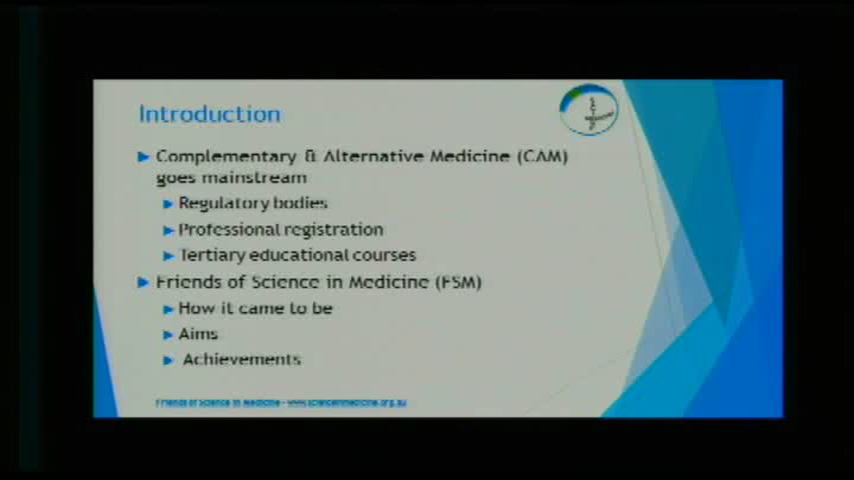 Introduction
Complementary & Alternative Medicine (CAM)
goes mainstream
Regulatory bodies
Professional registration
Tertiary educational courses
Friends of Science in Medicine (FSM)
How it came to be
Aims
Achievements
Friends of Science in Medicine - www.scienceinmedicine.org.au